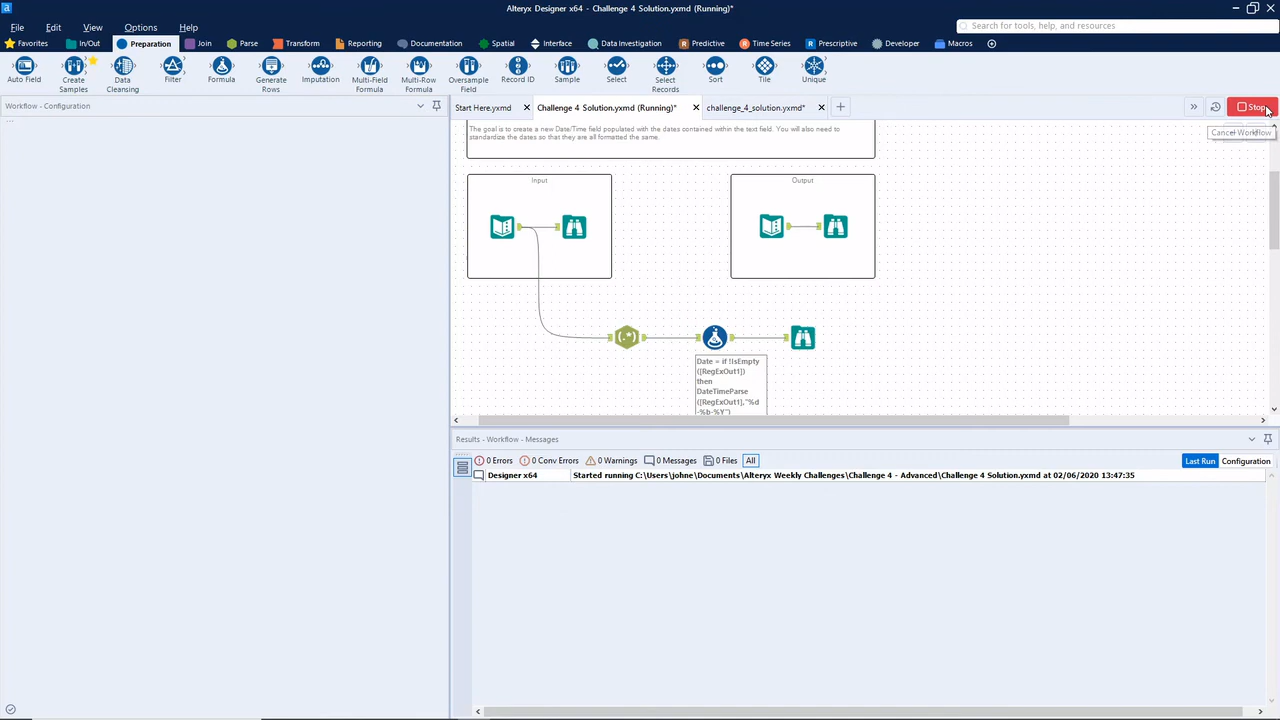 Alteryx Designer x64 - Challenge 4 Solution.yxmd (Running)*
File Edit View Options Help
Search for tools, help, and resources
Favorites In/Out Preparation Join Parse Transform Reporting Documentation Spatial Interface Data Investigation Predictive Time Series Prescriptive Developer Macros
Auto Field Create Samples Data Cleansing Filter Formula Generate Rows Imputation Multi-Field Formula Multi-Row Formula Oversample Field Record ID Sample Select Select Records Sort Tile Unique
Workflow - Configuration
Start Here.yxmd Challenge 4 Solution.yxmd (Running)* challenge_4_solution.yxmd*
Stop
Cancel Workflow
The goal is to create a new Date/Time field populated with the dates contained within the text field. You will also need to
standardize the dates so that they are all formatted the same.
Input Output
Date = if !IsEmpty
([RegExOut1])
then
DateTimeParse
([RegExOut1],"%d
-%b-%Y")
Results - Workflow - Messages
0 Errors 0 Conv Errors 0 Warnings 0 Messages 0 Files All
Last Run Configuration
Designer x64 Started running C:\Users\johne\Documents\Alteryx Weekly Challenges\Challenge 4 - Advanced\Challenge 4 Solution.yxmd at 02/06/2020 13:47:35